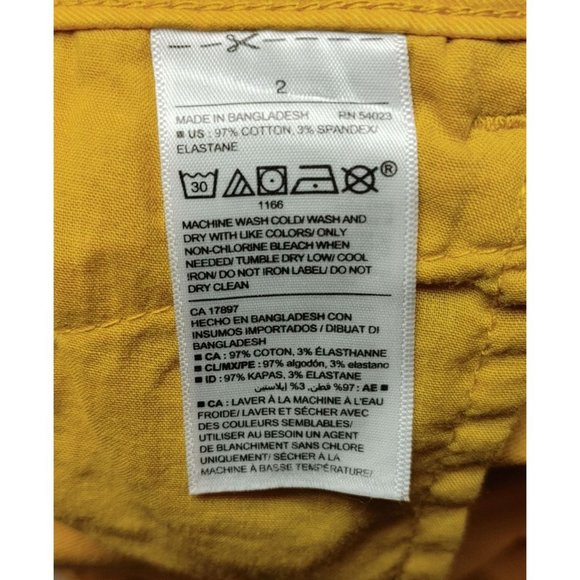 2
MADE IN BANGLADESH RN 54023
US : 97% COTTON, 3% SPANDEX/
ELASTANE
30 ®
1166
MACHINE WASH COLD/ WASH AND
DRY WITH LIKE COLORS/ ONLY
NON-CHLORINE BLEACH WHEN
NEEDED/ TUMBLE DRY LOW/ COOL
IRON/ DO NOT IRON LABEL/ DO NOT
DRY CLEAN
CA 17897
HECHO EN BANGLADESH CON
INSUMOS IMPORTADOS / DIBUAT DI
BANGLADESH
CA : 97% COTON, 3% ÉLASTHANNE
CL/MX/PE : 97% algodón, 3% elastano
ID : 97% KAPAS, 3% ELASTANE
AE : 97% قطن, 3% إيلاستين
CA : LAVER À LA MACHINE À L'EAU
FROIDE/ LAVER ET SÉCHER AVEC
DES COULEURS SEMBLABLES/
UTILISER AU BESOIN UN AGENT
DE BLANCHIMENT SANS CHLORE
UNIQUEMENT/ SÉCHER À LA
MACHINE À BASSE TEMPÉRATURE/